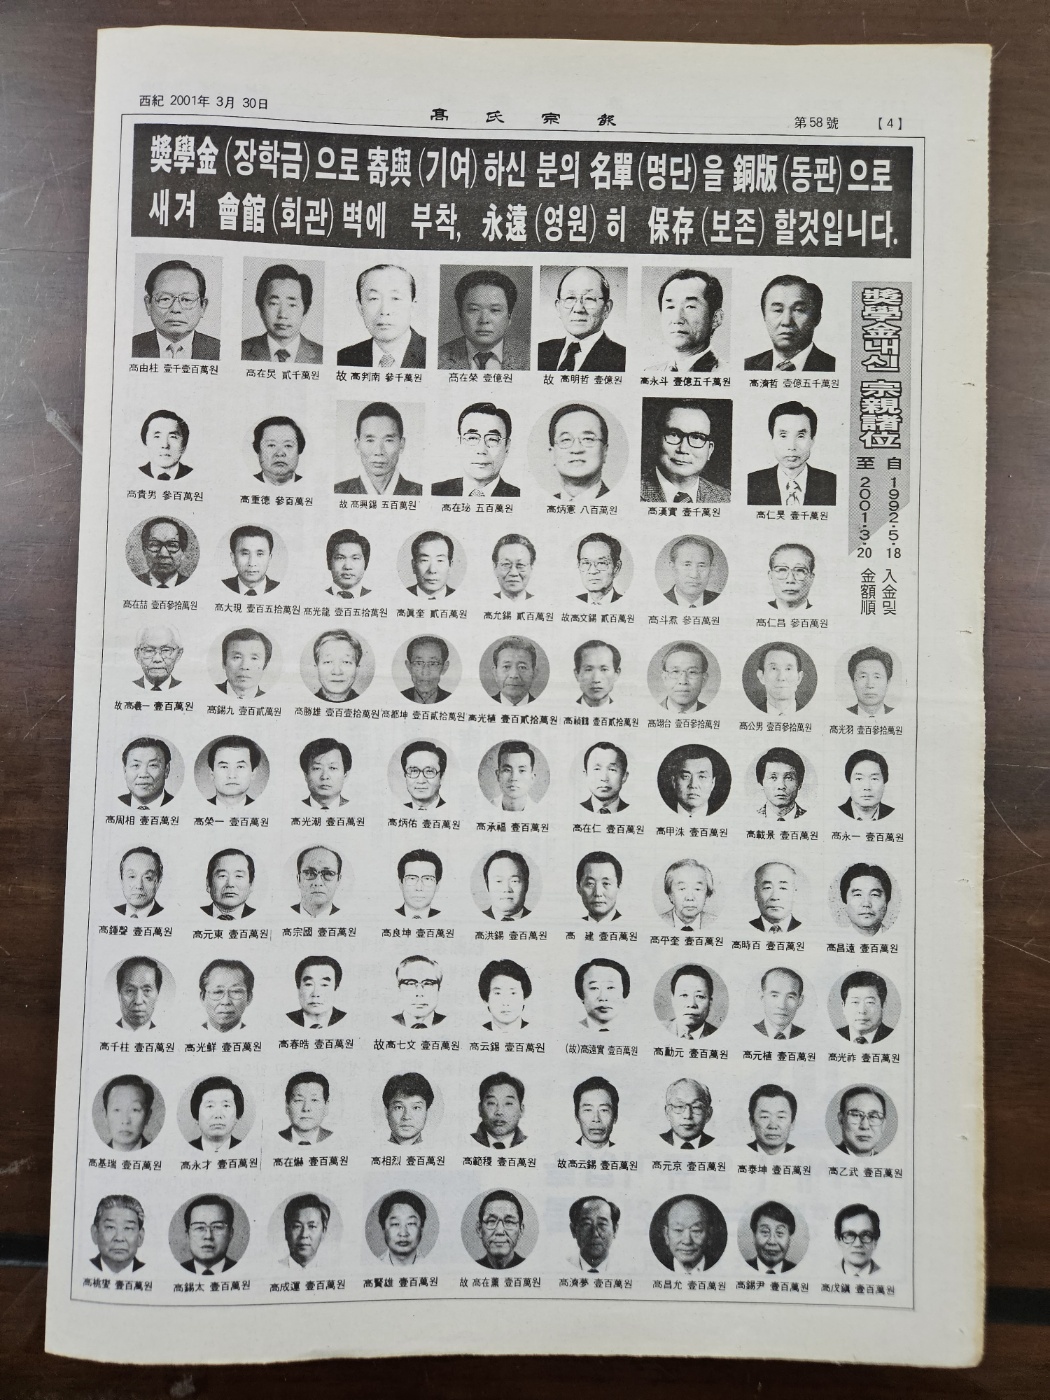 西紀 2001年 3月 30日
髙氏宗報
第58號 【4】
奬學金(장학금)으로 寄與(기여)하신 분의 名單(명단)을 銅版(동판)으로
새겨 會館(회관)벽에 부착, 永遠(영원)히 保存(보존)할것입니다.
奬學金내신 宗親諸位
自 1992·5·18
至 2001·3·20
入金및
金額順
高由柱 壹千壹百萬원
高在炅 貳千萬원
故 高判南 參千萬원
高在榮 壹億원
故 高明哲 壹億원
高永斗 壹億五千萬원
高濟哲 壹億五千萬원
高貴男 參百萬원
高重德 參百萬원
故 高興錫 五百萬원
高在珌 五百萬원
高炳憲 八百萬원
高漢實 壹千萬원
高仁昊 壹千萬원
高在喆 壹百參拾萬원
高大現 壹百五拾萬원
高光龍 壹百五拾萬원
高眞奎 貳百萬원
高允錫 貳百萬원
故高文錫 貳百萬원
高斗煮 參百萬원
高仁昌 參百萬원
故高義一 壹百萬원
高錫九 壹百貳萬원
高勝雄 壹百壹拾萬원
高都坤 壹百貳拾萬원
高光植 壹百貳拾萬원
高禎鶴 壹百貳拾萬원
高翊台 壹百參拾萬원
高公男 壹百參拾萬원
高光羽 壹百參拾萬원
高周相 壹百萬원
高榮一 壹百萬원
高光潮 壹百萬원
高炳佑 壹百萬원
高承福 壹百萬원
高在仁 壹百萬원
高甲洙 壹百萬원
高載景 壹百萬원
高永一 壹百萬원
高鍾聲 壹百萬원
高元東 壹百萬원
高宗國 壹百萬원
高良坤 壹百萬원
高洪錫 壹百萬원
高 建 壹百萬원
高平奎 壹百萬원
高時百 壹百萬원
高昌遠 壹百萬원
高千柱 壹百萬원
高光鮮 壹百萬원
高春晧 壹百萬원
故高七文 壹百萬원
高云錫 壹百萬원
(故)高遠實 壹百萬원
高勳元 壹百萬원
高元植 壹百萬원
高光祚 壹百萬원
高基瑞 壹百萬원
高永才 壹百萬원
高在 壹百萬원
高相烈 壹百萬원
高範稷 壹百萬원
故高云錫 壹百萬원
高元京 壹百萬원
高泰坤 壹百萬원
高乙武 壹百萬원
高桃聖 壹百萬원
高錫太 壹百萬원
高成運 壹百萬원
高賢雄 壹百萬원
故 高在薰 壹百萬원
高濟夢 壹百萬원
高昌允 壹百萬원
高錫尹 壹百萬원
高戊鎭 壹百萬원